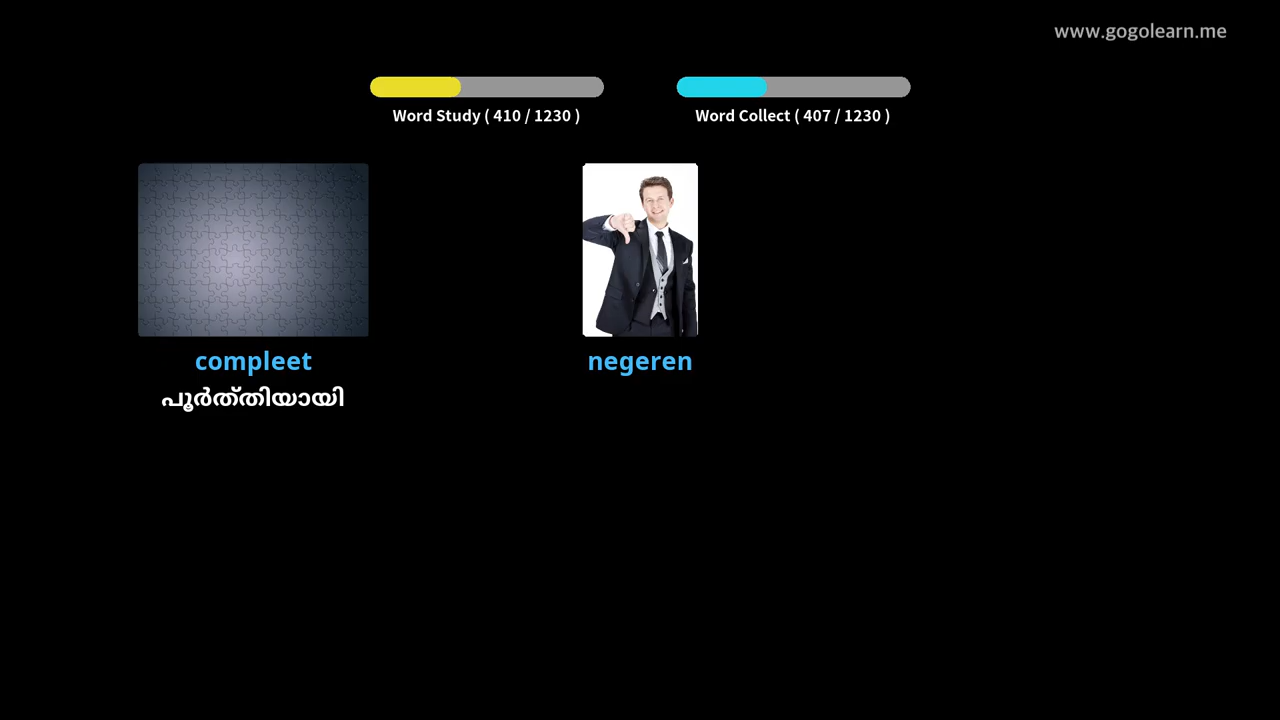 www.gogolearn.me
Word Study ( 410 / 1230 )
Word Collect ( 407 / 1230 )
compleet
negeren
പൂർത്തിയായി